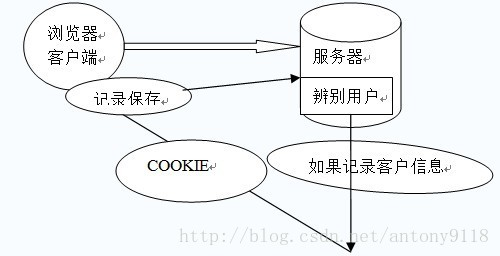 浏览器
客户端
服务器
记录保存
辨别用户
COOKIE
如果记录客户信息
http://blog.csdn.net/antony9118